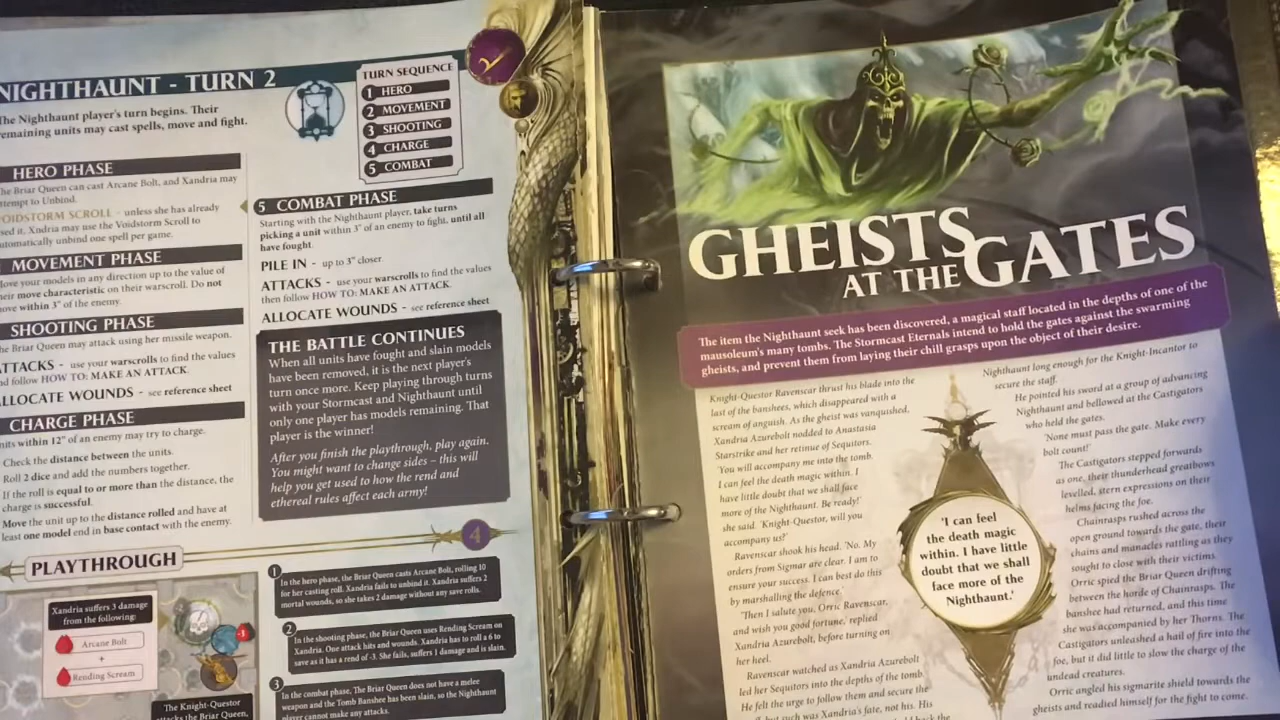 NIGHTHAUNT - TURN 2
The Nighthaunt player's turn begins. Their
remaining units may cast spells, move and fight.
TURN SEQUENCE
1 HERO
2 MOVEMENT
3 SHOOTING
4 CHARGE
5 COMBAT
HERO PHASE
The Briar Queen can cast Arcane Bolt, and Xandria may
attempt to Unbind.
VOIDSTORM SCROLL - unless she has already
used it, Xndria may use the Voidstorm Scroll to
automatically unbind one spell per game.
MOVEMENT PHASE
Move your models in any direction up to the value of
their move characteristic on their warscroll. Do not
move within 3" of the enemy.
SHOOTING PHASE
The Briar Queen may attack using her missile weapon.
ATTACKS - use your warscrolls to find the values
and follow HOW TO: MAKE AN ATTACK.
ALLOCATE WOUNDS - see reference sheet
CHARGE PHASE
Units within 12" of an enemy may try to charge.
Check the distance between the units.
Roll 2 dice and add the numbers together.
If the roll is equal to or more than the distance, the
charge is successful.
Move the unit up to the distance rolled and have at
least one model end in base contact with the enemy.
5 COMBAT PHASE
Starting with the Nighthaunt player, take turns
picking a unit within 3" of an enemy to fight, until all
have fought.
PILE IN - up to 3" closer
ATTACKS - use your warscrolls to find the values
then follow HOW TO: MAKE AN ATTACK.
ALLOCATE WOUNDS - see reference sheet
THE BATTLE CONTINUES
When all units have fought and slain models
have been removed, it is the next player's
turn once more. Keep playing through turns
with your Stormcast and Nighthaunt until
only one player has models remaining. That
player is the winner!
After you finish the playthrough, play again.
You might want to change sides – this will
help you get used to how the rend and
ethereal rules affect each army!
4
PLAYTHROUGH
Xandria suffers 3 damage
from the following:
Arcane Bolt
+
Rending Scream
-3
The Knight-Questor
attacks the Briar Queen,
1
In the hero phase, the Briar Queen casts Arcane Bolt, rolling 10
for her casting roll. Xandria fails to unbind it. Xandria suffers 2
mortal wounds, so she takes 2 damage without any save rolls.
2
In the shooting phase, the Briar Queen uses Rending Scream on
Xandria. One attack hits and wounds. Xandria has to roll a 6 to
save as it has a rend of -3. She fails, suffers 1 damage and is slain.
3
In the combat phase, The Briar Queen does not have a melee
weapon and the Tomb Banshee has been slain, so the Nighthaunt
player cannot make any attacks.
GHEISTS
AT THE GATES
The item the Nighthaunt seek has been discovered, a magical staff located in the depths of one of the
mausoleum's many tombs. The Stormcast Eternals intend to hold the gates against the swarming
gheists, and prevent them from laying their chill grasps upon the object of their desire.
Knight-Questor Ravenscar thrust his blade into the
last of the banshees, which disappeared with a
scream of anguish. As the gheist was vanquished,
Xandria Azurebolt nodded to Anastasia
Starstrike and her retinue of Sequitors.
'You will accompany me into the tomb.
I can feel the death magic within. I
have little doubt that we shall face
more of the Nighthaunt. Be ready!'
she said. 'Knight-Questor, will you
accompany us?'
Ravenscar shook his head. 'No. My
orders from Sigmar are clear. I am to
ensure your success. I can best do this
by marshalling the defence.'
'Then I salute you, Orric Ravenscar,
and wish you good fortune,' replied
Xandria Azurebolt, before turning on
her heel.
Ravenscar watched as Xandria Azurebolt
led her Sequitors into the depths of the tomb.
He felt the urge to follow them and secure the
but such was Xandria's fate, not his. His
'I can feel
the death magic
within. I have little
doubt that we shall
face more of the
Nighthaunt.'
Nighthaunt long enough for the Knight-Incantor to
secure the staff.
He pointed his sword at a group of advancing
Nighthaunt and bellowed at the Castigators
who held the gates.
'None must pass the gate. Make every
bolt count!'
The Castigators stepped forwards
as one, their thunderhead greatbows
levelled, stern expressions on their
helms facing the foe.
Chainrasps rushed across the
open ground towards the gate, their
chains and manacles rattling as they
sought to close with their victims.
Orric spied the Briar Queen drifting
between the horde of Chainrasps. The
banshee had returned, and this time
she was accompanied by her Thorns. The
Castigators unleashed a hail of fire into the
foe, but it did little to slow the charge of the
undead creatures.
Orric angled his sigmarite shield towards the
gheists and readied himself for the fight to come.